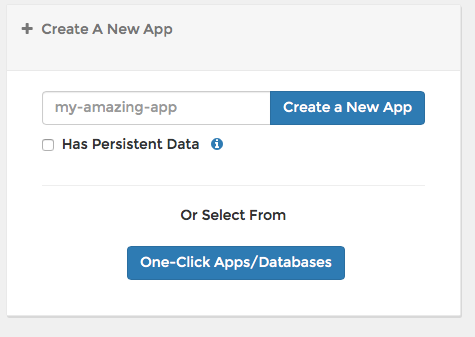 Create A New App
my-amazing-app
Create a New App
Has Persistent Data
Or Select From
One-Click Apps/Databases